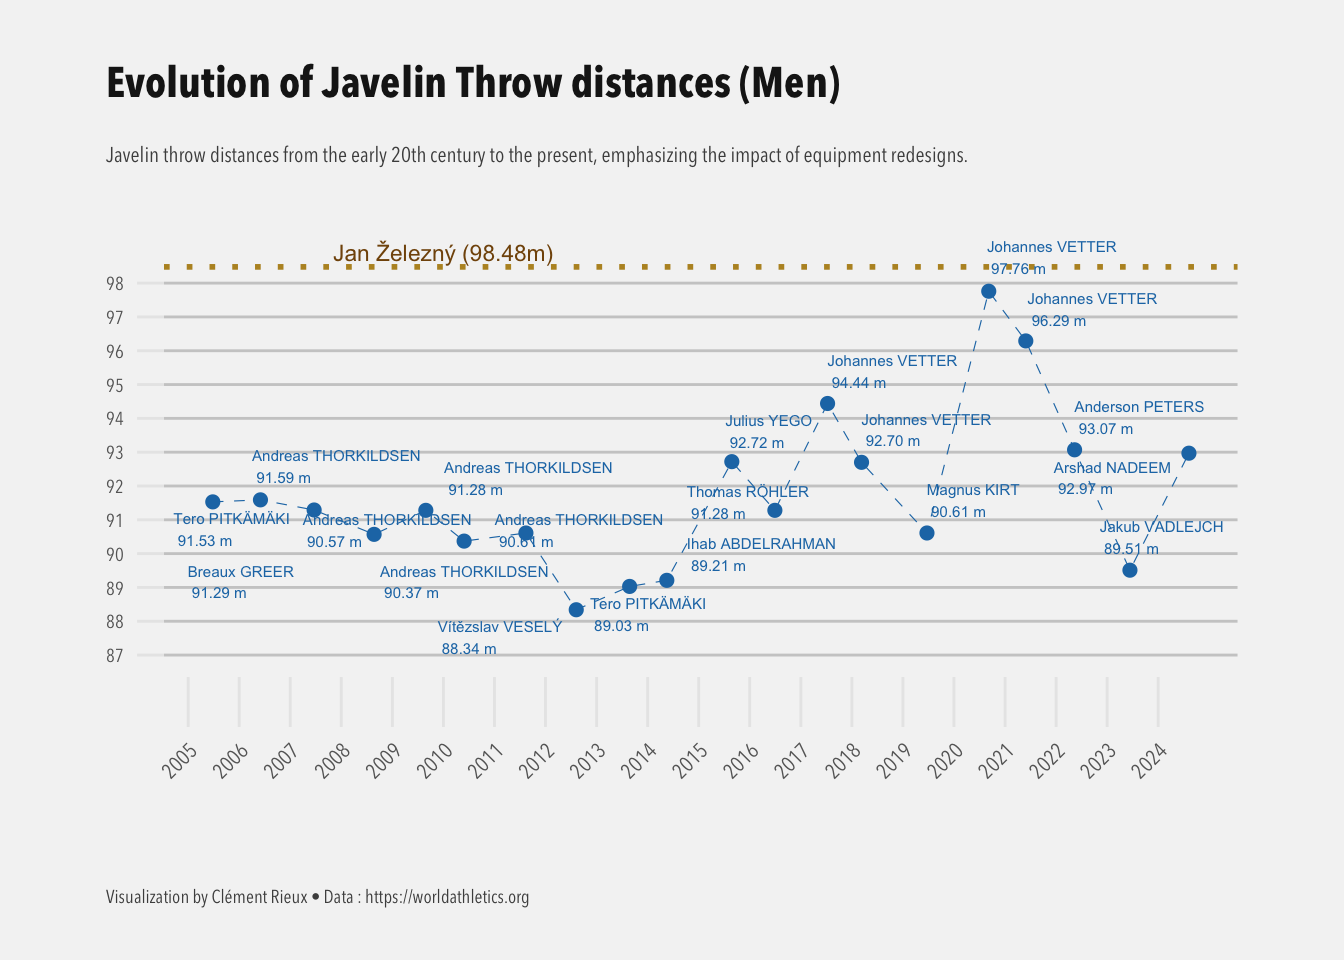 Evolution of Javelin Throw distances (Men)
Javelin throw distances from the early 20th century to the present, emphasizing the impact of equipment redesigns.
Jan Železný (98.48m)
98
97
96
95
94
93
92
91
90
89
88
87
Tero PITKÄMÄKI
91.53 m
Andreas THORKILDSEN
91.59 m
Breaux GREER
91.29 m
Andreas THORKILDSEN
90.57 m
Andreas THORKILDSEN
91.28 m
Andreas THORKILDSEN
90.37 m
Andreas THORKILDSEN
90.61 m
Vítězslav VESELÝ
88.34 m
Tero PITKÄMÄKI
89.03 m
Ihab ABDELRAHMAN
89.21 m
Julius YEGO
92.72 m
Thomas RÖHLER
91.28 m
Johannes VETTER
94.44 m
Johannes VETTER
92.70 m
Magnus KIRT
90.61 m
Johannes VETTER
97.76 m
Johannes VETTER
96.29 m
Anderson PETERS
93.07 m
Jakub VADLEJCH
89.51 m
Arshad NADEEM
92.97 m
2005
2006
2007
2008
2009
2010
2011
2012
2013
2014
2015
2016
2017
2018
2019
2020
2021
2022
2023
2024
Visualization by Clément Rieux • Data : https://worldathletics.org